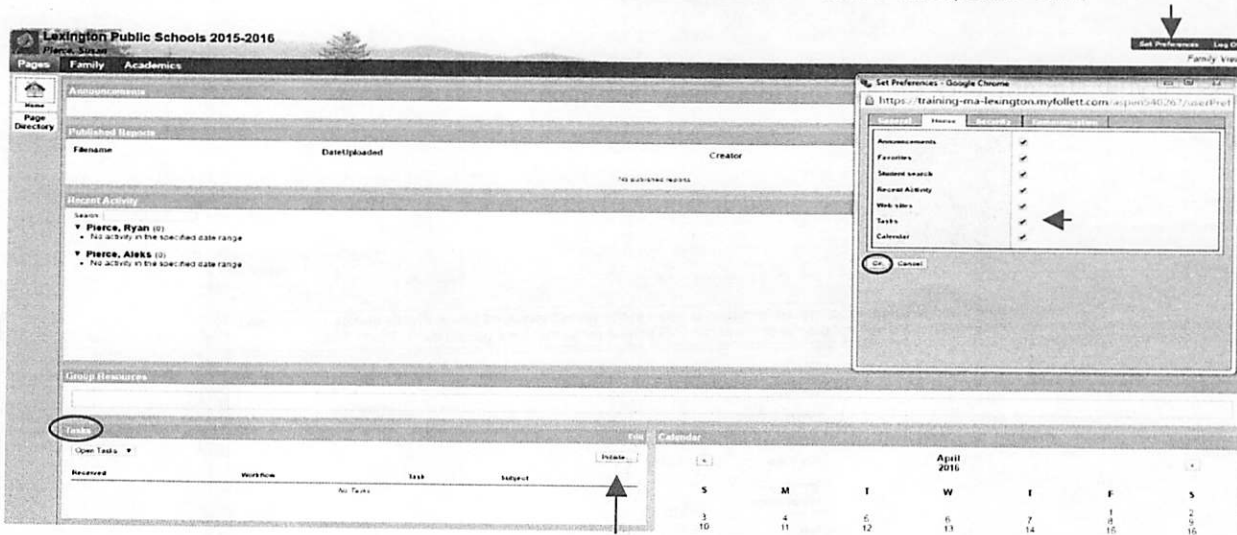 Lexington Public Schools 2015-2016
Pierce, Susan
Set Preferences Log O
Family View
Pages Family Academics
Home
Page
Directory
Announcements
Published Reports
Filename DateUploaded Creator
No published reports
Recent Activity
Search
▼ Pierce, Ryan (0)
• No activity in the specified date range
▼ Pierce, Aleks (0)
• No activity in the specified date range
Group Resources
Tasks Edit
Open Tasks ▼
Initiate...
Received Workflow Task Subject
No Tasks
Set Preferences - Google Chrome
https://training-ma-lexington.myfollett.com/aspen540267/userPref
General Home Security Communication
Announcements
Favorites
Student search
Recent Activity
Web sites
Tasks
Calendar
OK Cancel
Calendar
April
2016
S M T W T F S
1 2
3 4 5 6 7 8 9
10 11 12 13 14 15 16